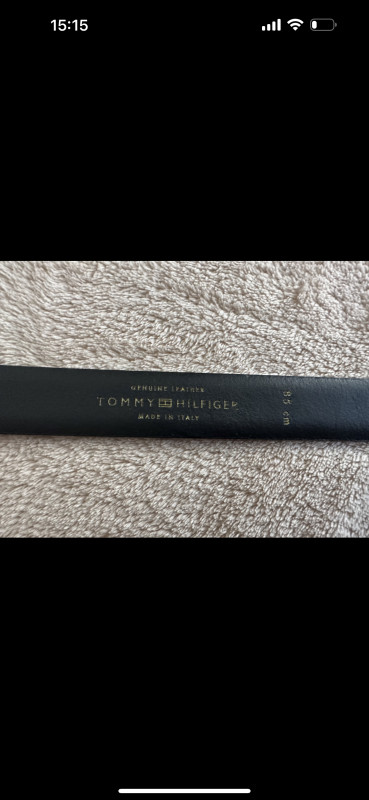 15:15
GENUINE LEATHER
TOMMY HILFIGER
MADE IN ITALY
95 cm